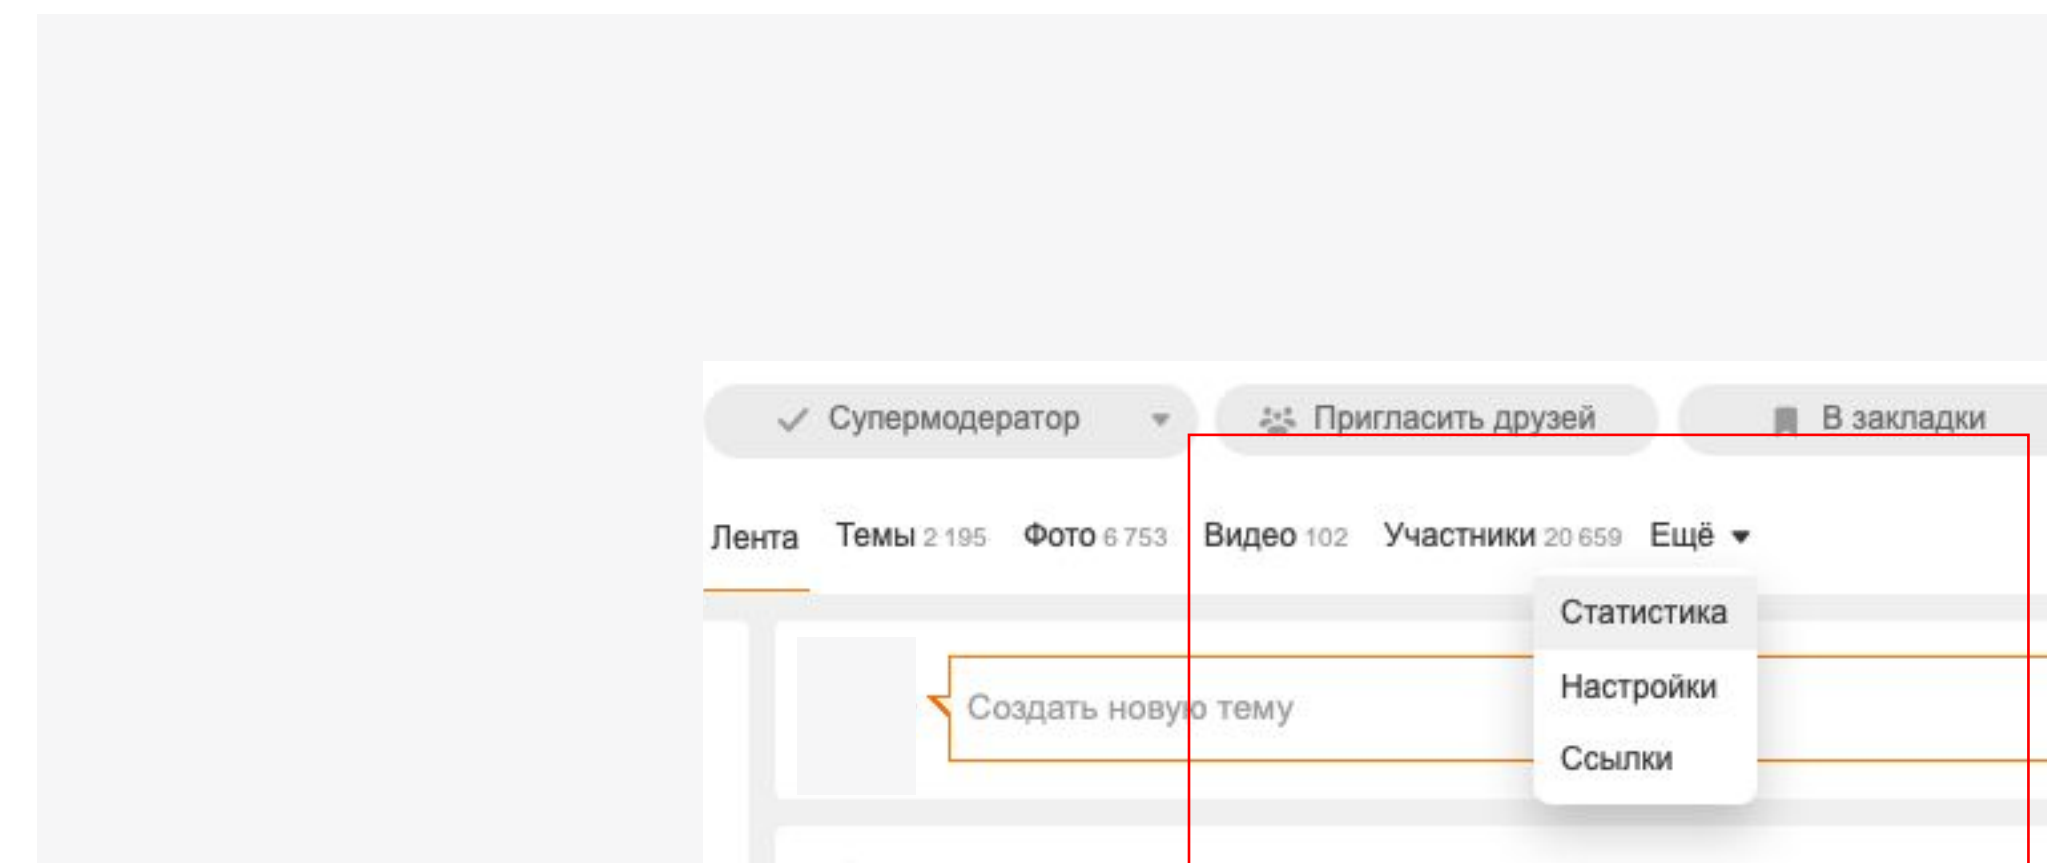 Супермодератор Пригласить друзей В закладки
Лента Темы 2 195 Фото 6 753 Видео 102 Участники 20 659 Ещё
Статистика
Настройки
Создать новую тему
Ссылки